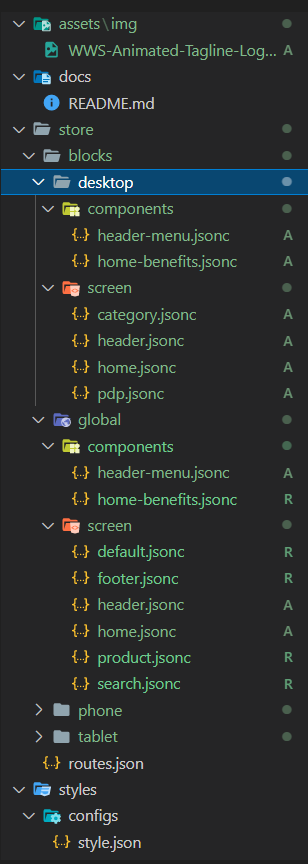 assets\img
WWS-Animated-Tagline-Log... A
docs
README.md
store
blocks
desktop
components
header-menu.jsonc A
home-benefits.jsonc A
screen
category.jsonc A
header.jsonc A
home.jsonc A
pdp.jsonc A
global
components
header-menu.jsonc A
home-benefits.jsonc R
screen
default.jsonc R
footer.jsonc R
header.jsonc A
home.jsonc A
product.jsonc R
search.jsonc R
phone
tablet
routes.json
styles
configs
style.json